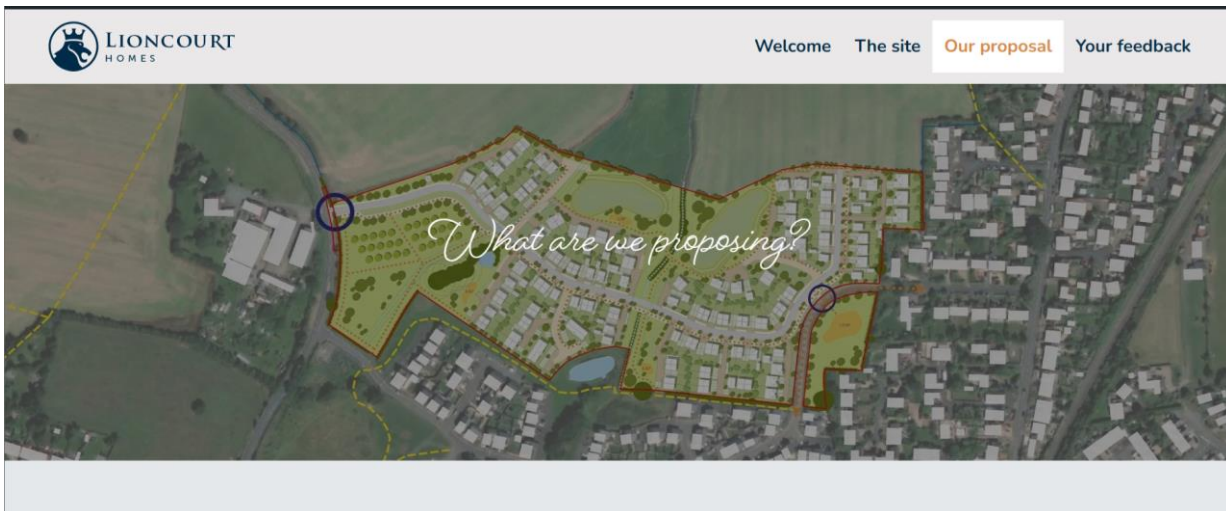 LIONCOURT
HOMES
Welcome The site Our proposal Your feedback
What are we proposing?